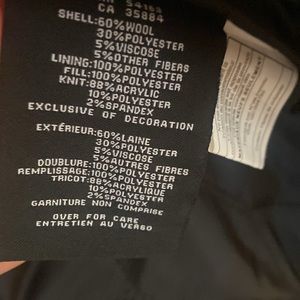 CA 35884
SHELL:60%WOOL
30%POLYESTER
5%VISCOSE
5%OTHER FIBERS
LINING:100%POLYESTER
FILL:100%POLYESTER
KNIT:88%ACRYLIC
10%POLYESTER
2%SPANDEX
EXCLUSIVE OF DECORATION
EXTÉRIEUR:60%LAINE
30%POLYESTER
5%VISCOSE
5%AUTRES FIBRES
DOUBLURE:100%POLYESTER
REMPLISSAGE:100%POLYESTER
TRICOT:88%ACRYLIQUE
10%POLYESTER
2%SPANDEX
GARNITURE NON COMPRISE
OVER FOR CARE
ENTRETIEN AU VERSO